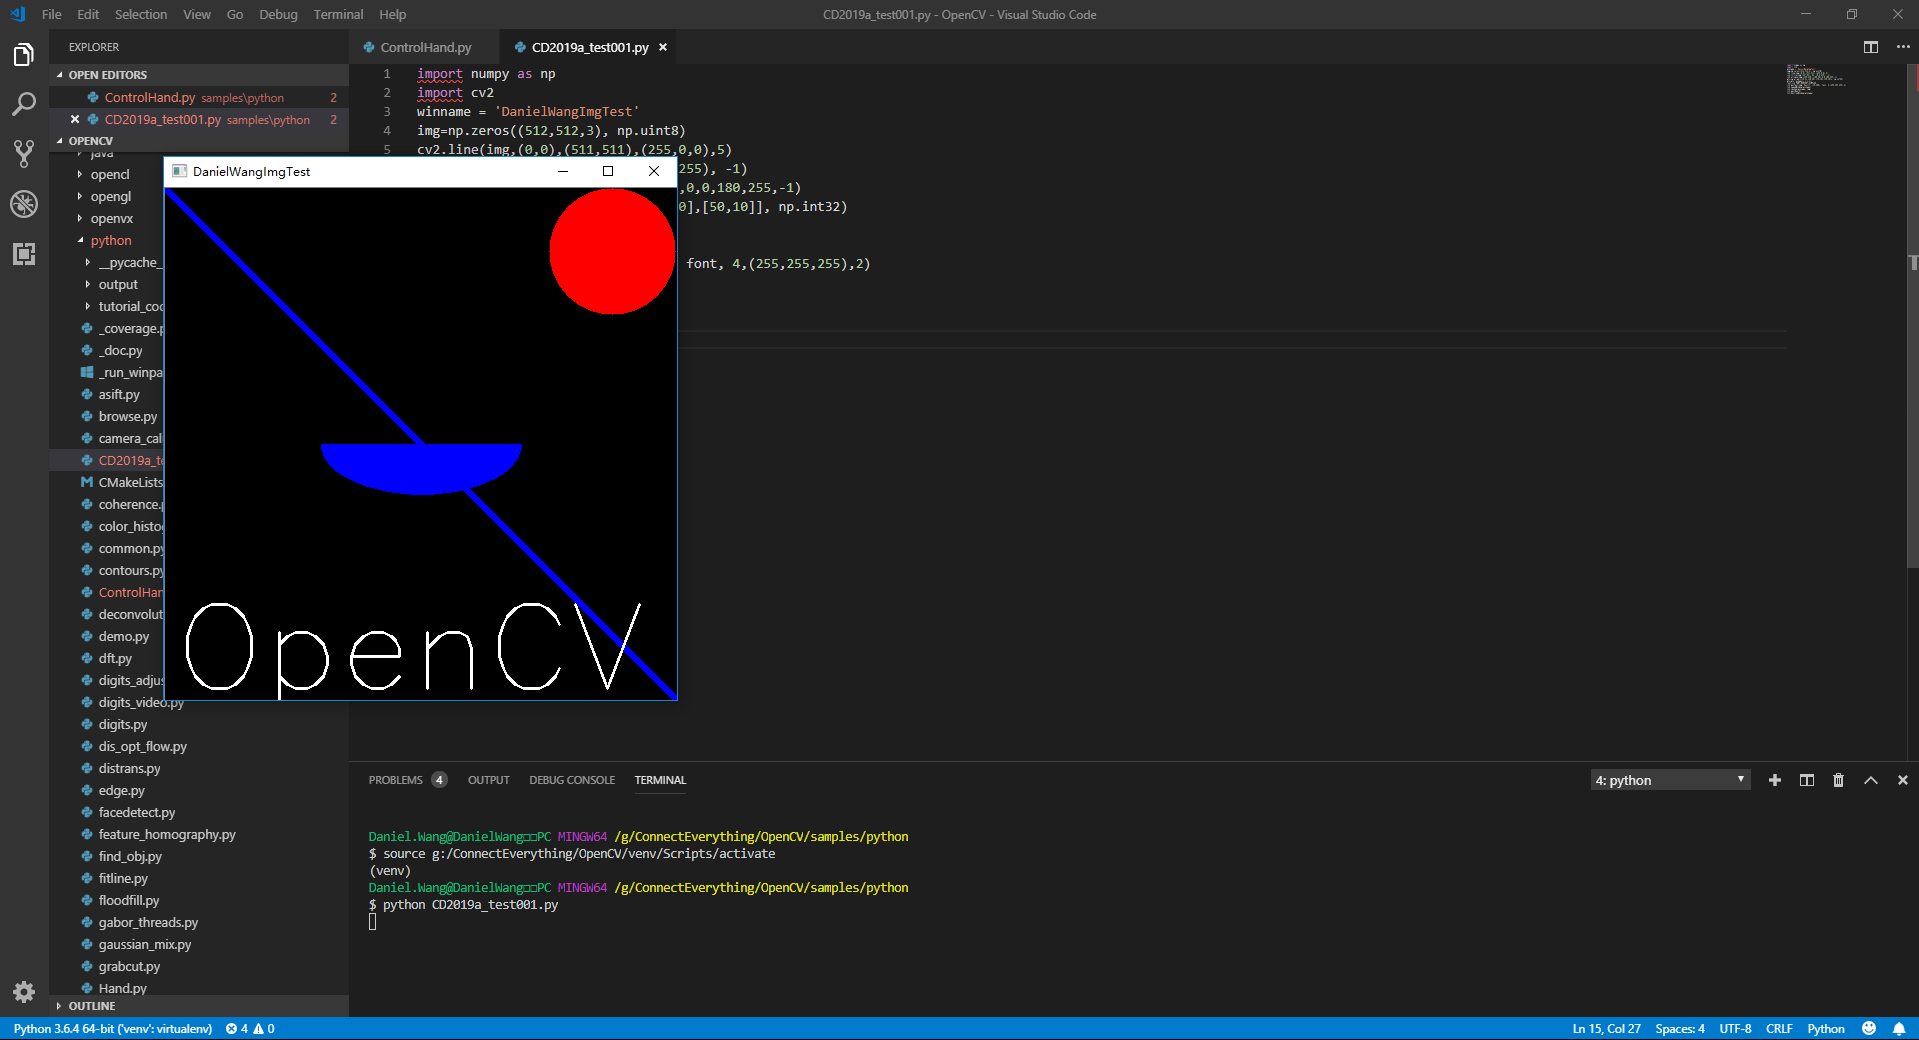 File Edit Selection View Go Debug Terminal Help
CD2019a_test001.py - OpenCV - Visual Studio Code
EXPLORER
OPEN EDITORS
ControlHand.py samples\python 2
CD2019a_test001.py samples\python 2
OPENCV
java
opencl
opengl
openvx
python
__pycache_
output
tutorial_coc
_coverage.p
_doc.py
_run_winpa
asift.py
browse.py
camera_cali
CD2019a_te
CMakeLists
coherence.p
color_histog
common.py
contours.py
ControlHan
deconvolut
demo.py
dft.py
digits_adjus
digits_video.py
digits.py
dis_opt_flow.py
distrans.py
edge.py
facedetect.py
feature_homography.py
find_obj.py
fitline.py
floodfill.py
gabor_threads.py
gaussian_mix.py
grabcut.py
Hand.py
OUTLINE
ControlHand.py
CD2019a_test001.py
1 import numpy as np
2 import cv2
3 winname = 'DanielWangImgTest'
4 img=np.zeros((512,512,3), np.uint8)
5 cv2.line(img,(0,0),(511,511),(255,0,0),5)
255), -1)
,0,0,180,255,-1)
0],[50,10]], np.int32)
font, 4,(255,255,255),2)
DanielWangImgTest
OpenCV
PROBLEMS 4 OUTPUT DEBUG CONSOLE TERMINAL
4: python
Daniel.Wang@DanielWang□□PC MINGW64 /g/ConnectEverything/OpenCV/samples/python
$ source g:/ConnectEverything/OpenCV/venv/Scripts/activate
(venv)
Daniel.Wang@DanielWang□□PC MINGW64 /g/ConnectEverything/OpenCV/samples/python
$ python CD2019a_test001.py
Python 3.6.4 64-bit ('venv': virtualenv) 4 0
Ln 15, Col 27 Spaces: 4 UTF-8 CRLF Python